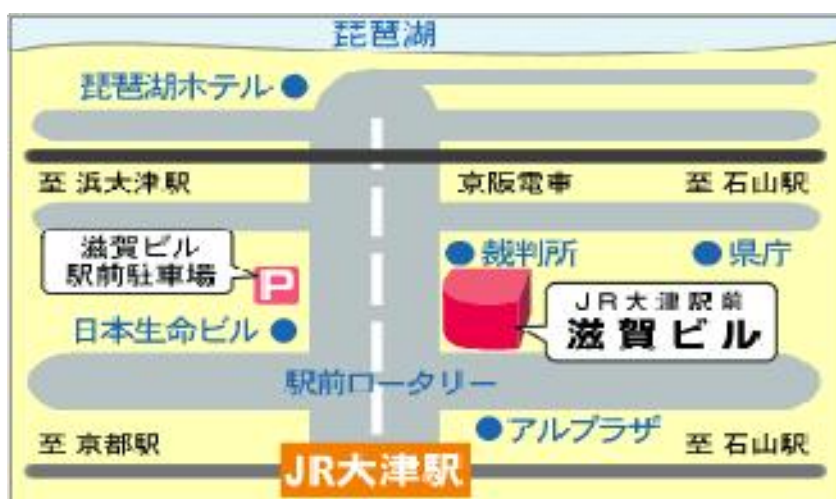 琵琶湖
琵琶湖ホテル
至 浜大津駅
京阪電車
至 石山駅
滋賀ビル
駅前駐車場
P
裁判所
県庁
JR大津駅前
滋賀ビル
日本生命ビル
駅前ロータリー
アルプラザ
至 京都駅
至 石山駅
JR大津駅